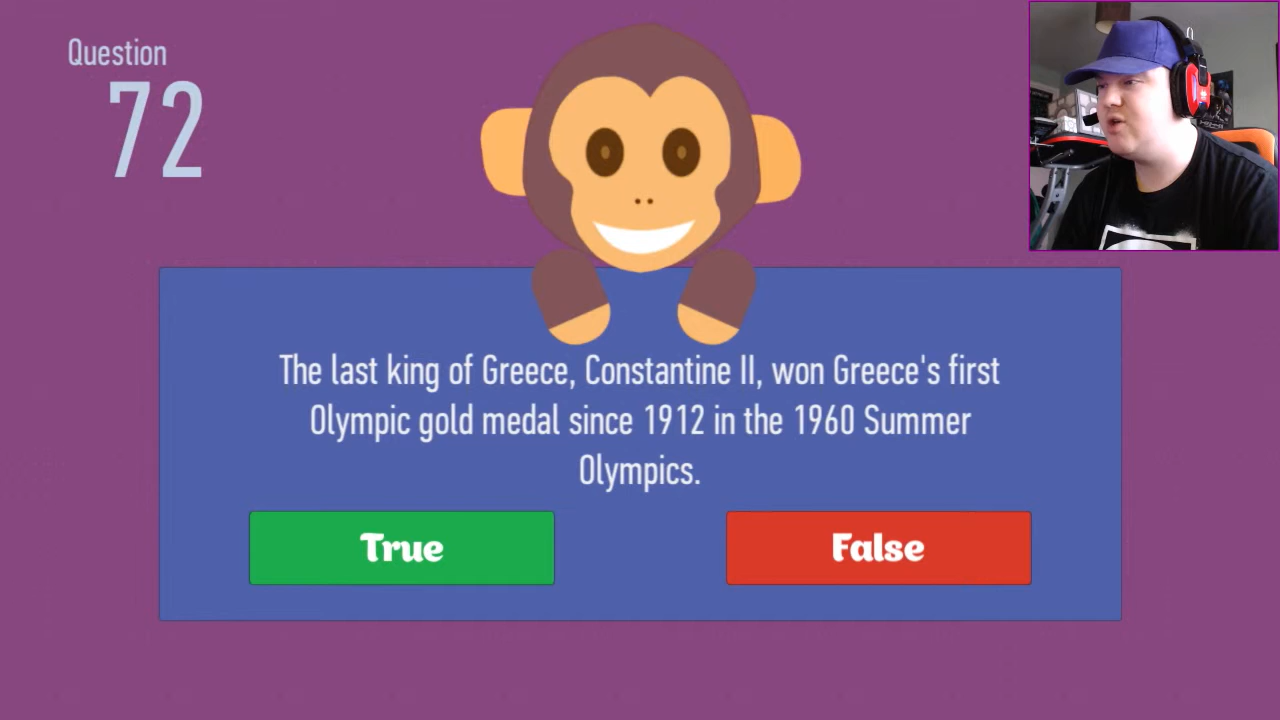 Question
72
The last king of Greece, Constantine II, won Greece's first
Olympic gold medal since 1912 in the 1960 Summer
Olympics.
True
False